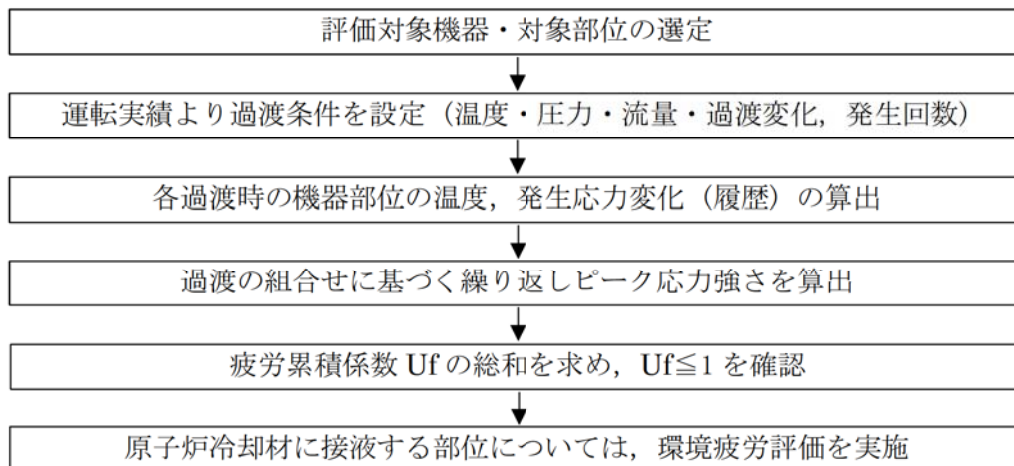 評価対象機器・対象部位の選定
運転実績より過渡条件を設定（温度・圧力・流量・過渡変化，発生回数）
各過渡時の機器部位の温度，発生応力変化（履歴）の算出
過渡の組合せに基づく繰り返しピーク応力強さを算出
疲労累積係数 Uf の総和を求め，Uf≦1 を確認
原子炉冷却材に接液する部位については，環境疲労評価を実施